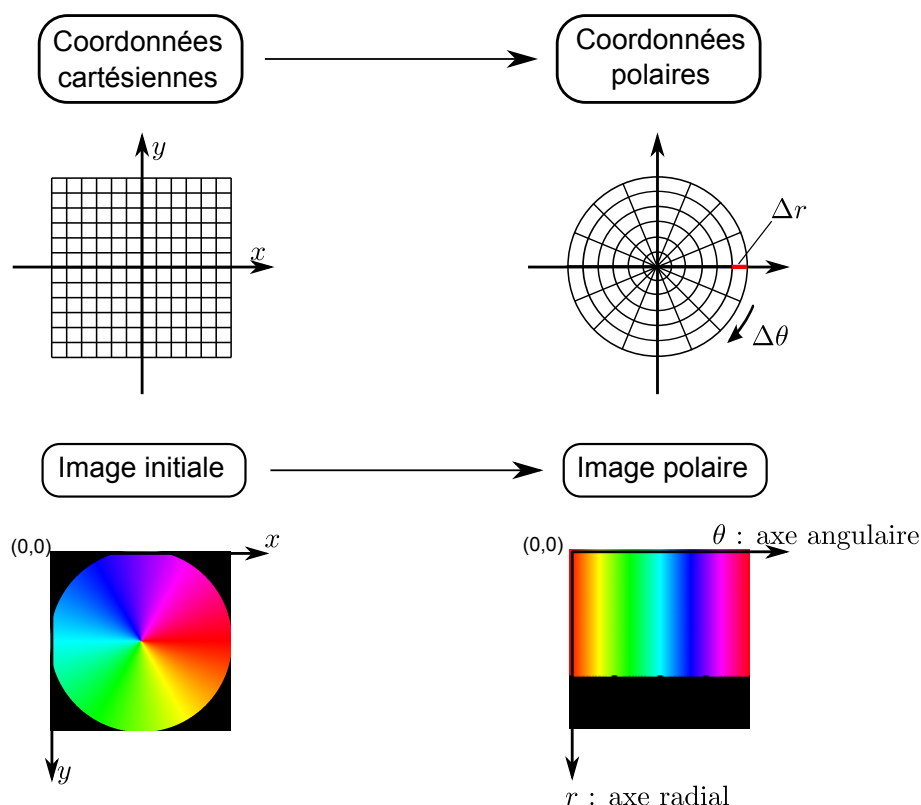 Coordonnées
cartésiennes
Coordonnées
polaires
y
x
Δr
Δθ
Image initiale
Image polaire
(0,0)
x
y
(0,0)
θ : axe angulaire
r : axe radial